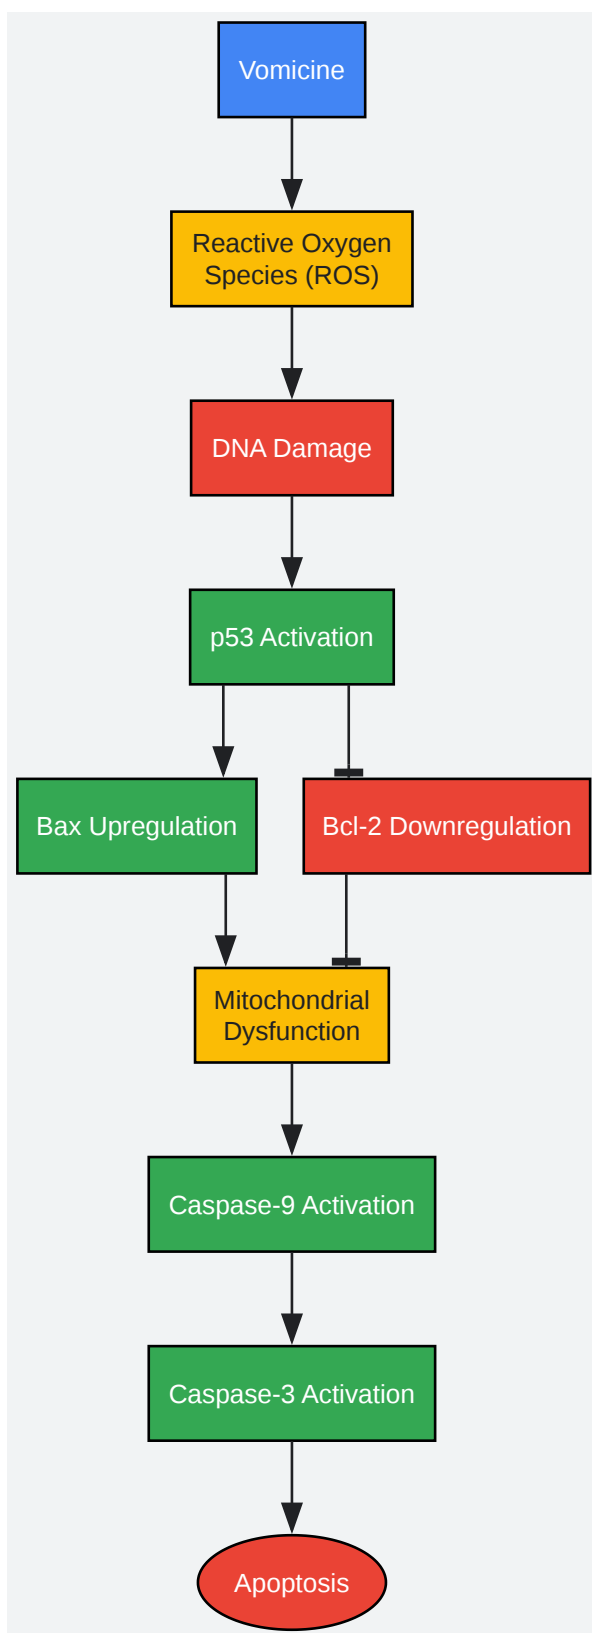 Vomicine
Reactive Oxygen
Species (ROS)
DNA Damage
p53 Activation
Bax Upregulation
Bcl-2 Downregulation
Mitochondrial
Dysfunction
Caspase-9 Activation
Caspase-3 Activation
Apoptosis